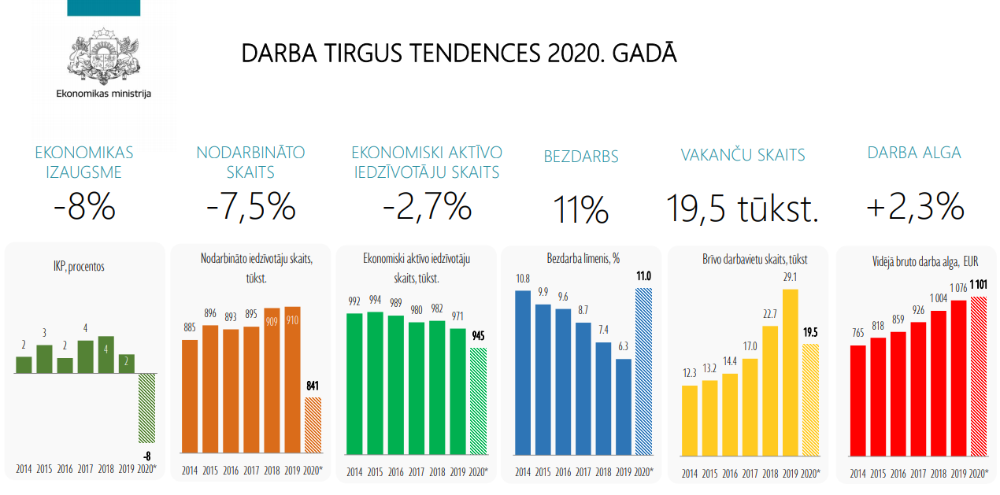 Ekonomikas ministrija
DARBA TIRGUS TENDENCES 2020. GADĀ
EKONOMIKAS
IZAUGSME
-8%
IKP, procentos
2
3
2
4
4
2
-8
2014 2015 2016 2017 2018 2019 2020*
NODARBINĀTO
SKAITS
-7,5%
Nodarbināto iedzīvotāju skaits,
tūkst.
885
896
893
895
909
910
841
2014 2015 2016 2017 2018 2019 2020*
EKONOMISKI AKTĪVO
IEDZĪVOTĀJU SKAITS
-2,7%
Ekonomiski aktīvo iedzīvotāju
skaits, tūkst.
992
994
989
980
982
971
945
2014 2015 2016 2017 2018 2019 2020*
BEZDARBS
11%
Bezdarba līmenis, %
10.8
9.9
9.6
8.7
7.4
6.3
11.0
2014 2015 2016 2017 2018 2019 2020*
VAKANČU SKAITS
19,5 tūkst.
Brīvo darbavietu skaits, tūkst
12.3
13.2
14.4
17.0
22.7
29.1
19.5
2014 2015 2016 2017 2018 2019 2020*
DARBA ALGA
+2,3%
Vidējā bruto darba alga, EUR
765
818
859
926
1 004
1 076
1 101
2014 2015 2016 2017 2018 2019 2020*